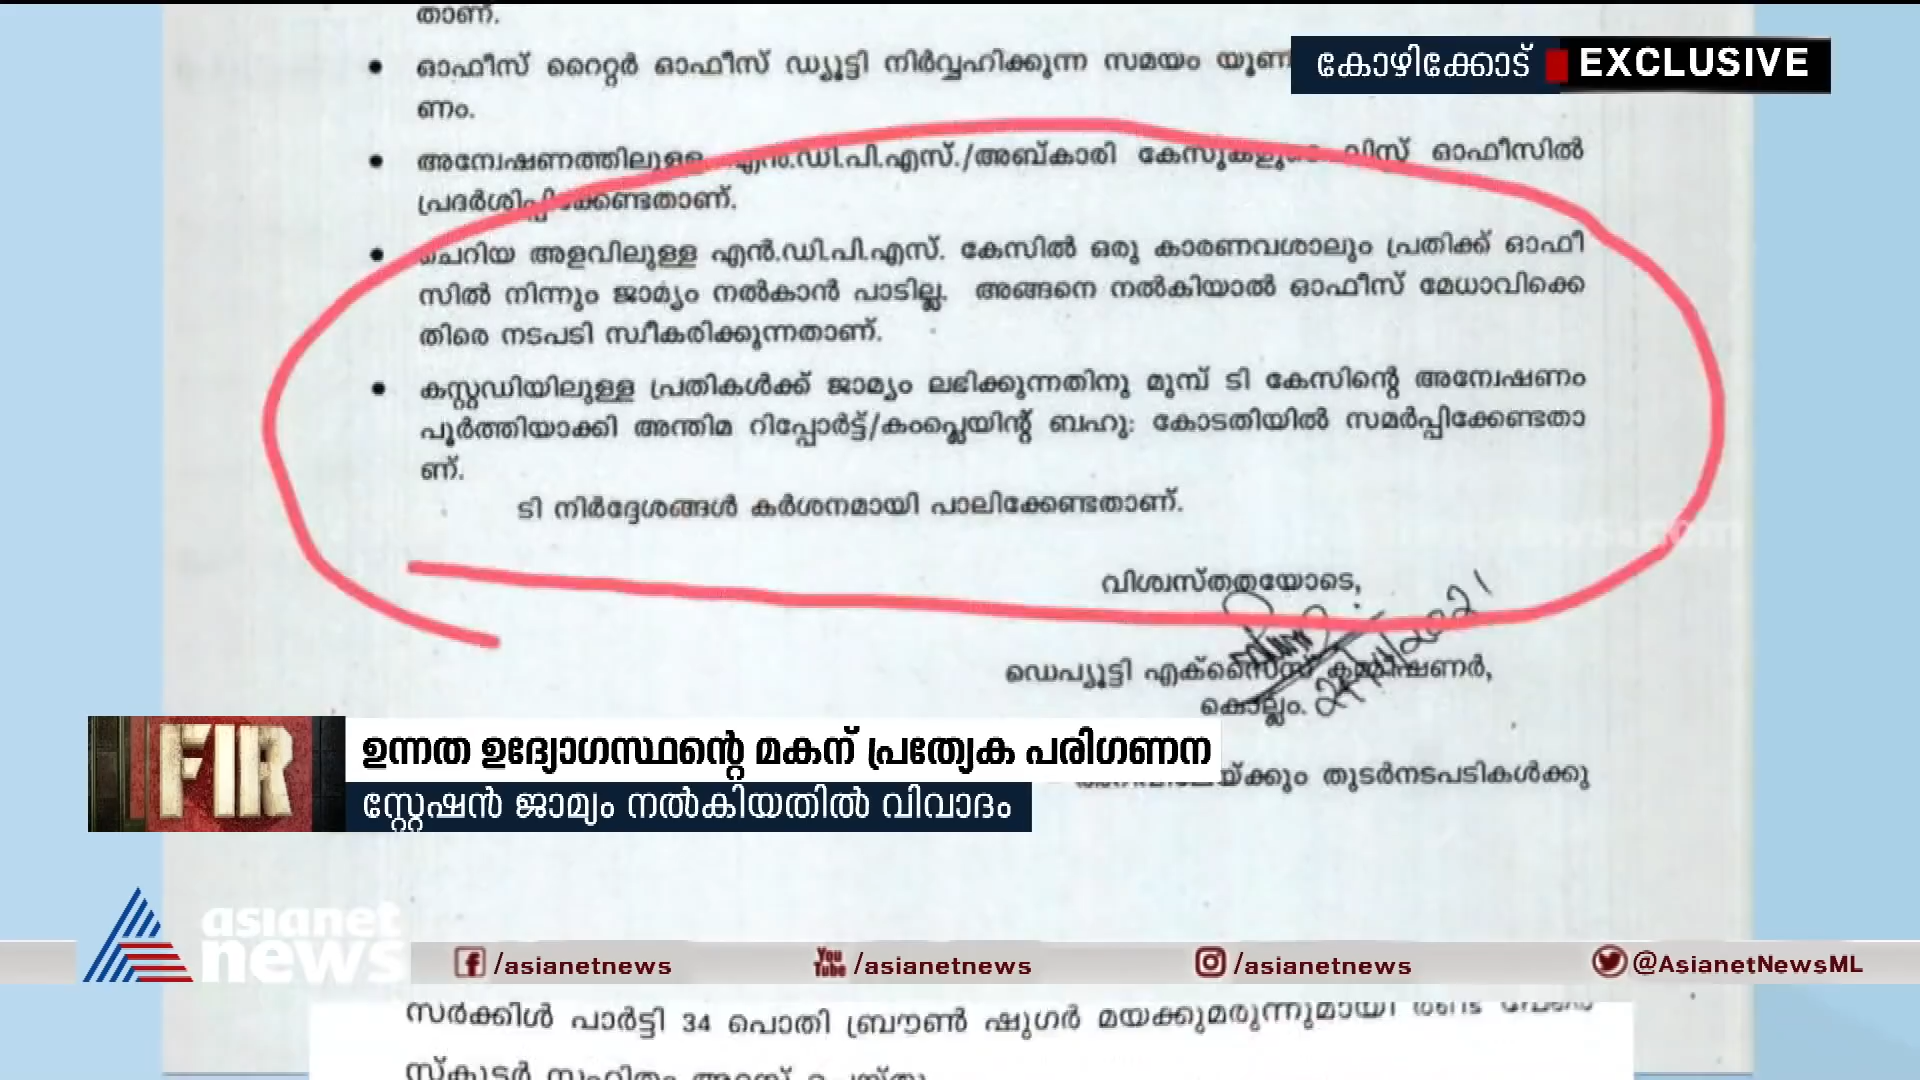 താണ്.
ഓഫീസ് റൈറ്റർ ഓഫീസ് ഡ്യൂട്ടി നിർവ്വഹിക്കുന്ന സമയം
കോഴിക്കോട് EXCLUSIVE
ണം.
അന്വേഷണത്തിലുള്ള എൻ.ഡി.പി.എസ്./അബ്കാരി കേസുകളുടെ ലിസ്റ്റ് ഓഫീസിൽ
പ്രദർശിപ്പിക്കേണ്ടതാണ്.
ചെറിയ അളവിലുള്ള എൻ.ഡി.പി.എസ്. കേസിൽ ഒരു കാരണവശാലും പ്രതിക്ക് ഓഫീ
സിൽ നിന്നും ജാമ്യം നൽകാൻ പാടില്ല. അങ്ങനെ നൽകിയാൽ ഓഫീസ് മേധാവിക്കെ
തിരെ നടപടി സ്വീകരിക്കുന്നതാണ്.
കസ്റ്റഡിയിലുള്ള പ്രതികൾക്ക് ജാമ്യം ലഭിക്കുന്നതിനു മുമ്പ് ടി കേസിന്റെ അന്വേഷണം
പൂർത്തിയാക്കി അന്തിമ റിപ്പോർട്ട്/കംപ്ലെയിന്റ് ബഹു: കോടതിയിൽ സമർപ്പിക്കേണ്ടതാ
ണ്.
ടി നിർദ്ദേശങ്ങൾ കർശനമായി പാലിക്കേണ്ടതാണ്.
വിശ്വസ്തതയോടെ,
ഡെപ്യൂട്ടി എക്സൈസ് കമ്മീഷണർ,
കൊല്ലം.
FIR
ഉന്നത ഉദ്യോഗസ്ഥന്റെ മകന് പ്രത്യേക പരിഗണന
തുടർനടപടികൾക്കു
സ്റ്റേഷൻ ജാമ്യം നൽകിയതിൽ വിവാദം
asianet
news
/asianetnews
You Tube /asianetnews
/asianetnews
@AsianetNewsML
സർക്കിൾ പാർട്ടി 34 പൊതി ബ്രൗൺ ഷുഗർ മയക്കുമരുന്നുമായി